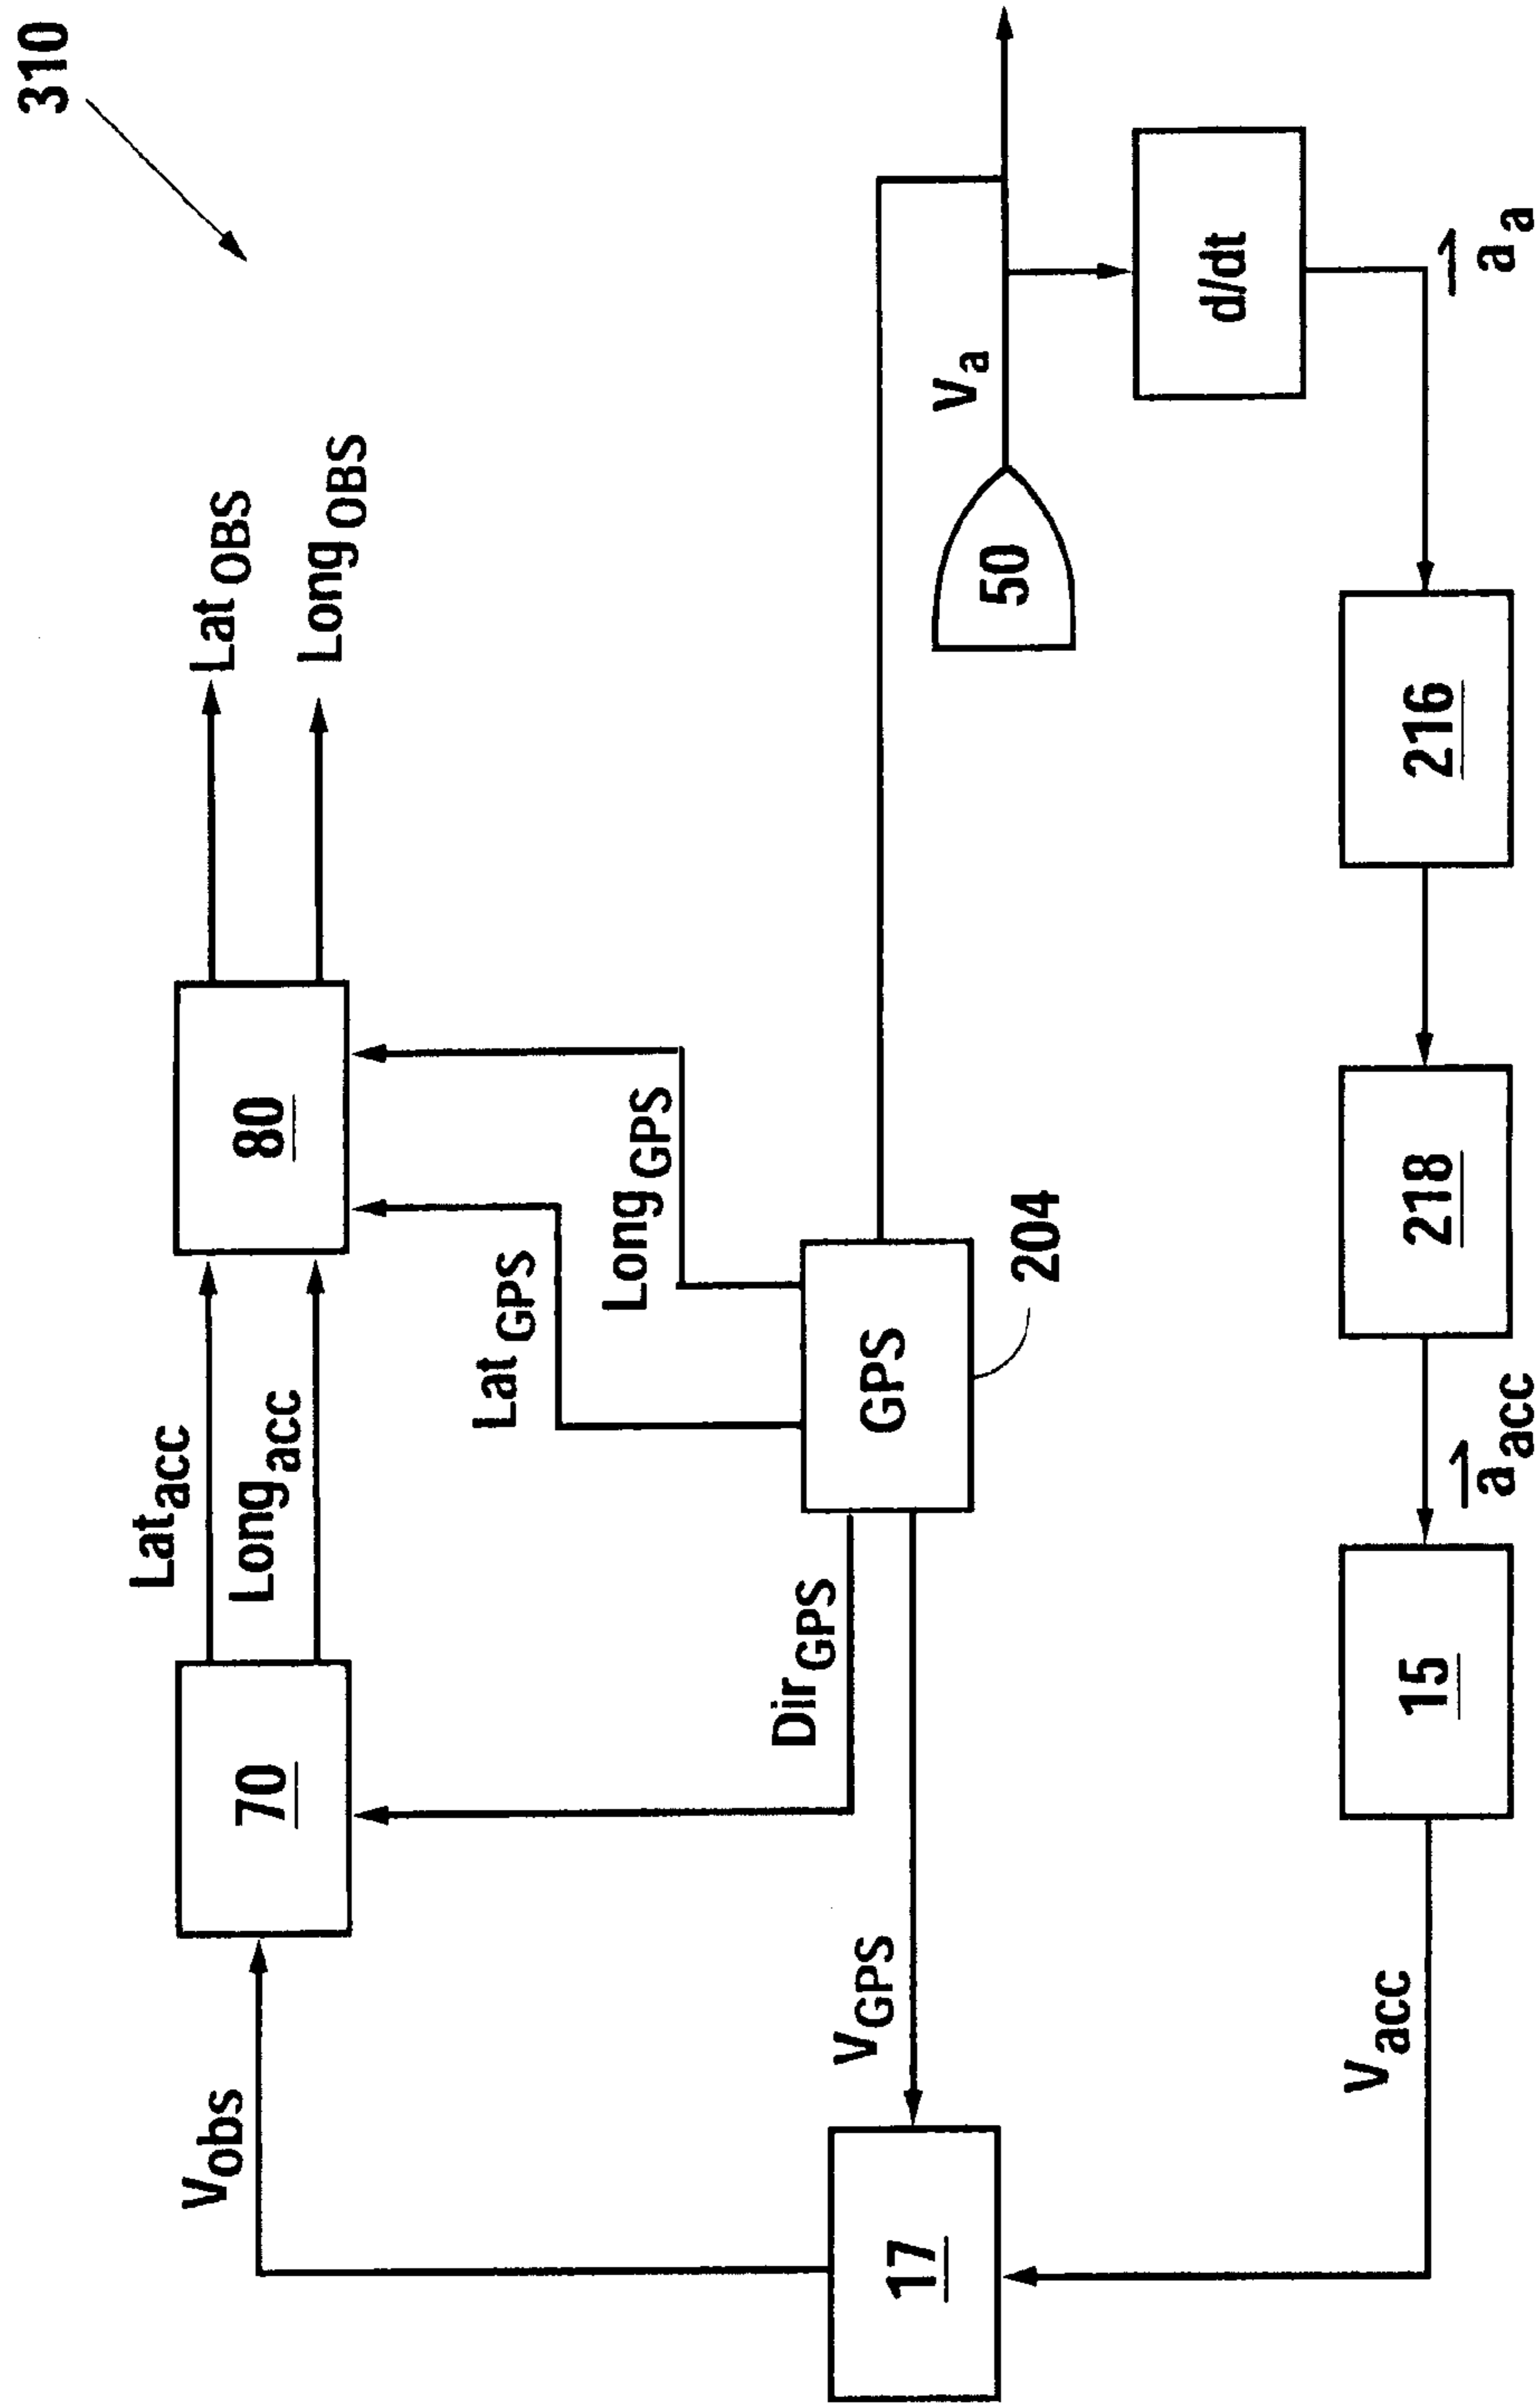 310
Lat OBS
Long OBS
80
Lat acc
Long acc
70
V obs
Lat GPS
Long GPS
GPS
204
Dir GPS
V GPS
17
V a
50
d/dt
a a
216
218
a acc
15
V acc